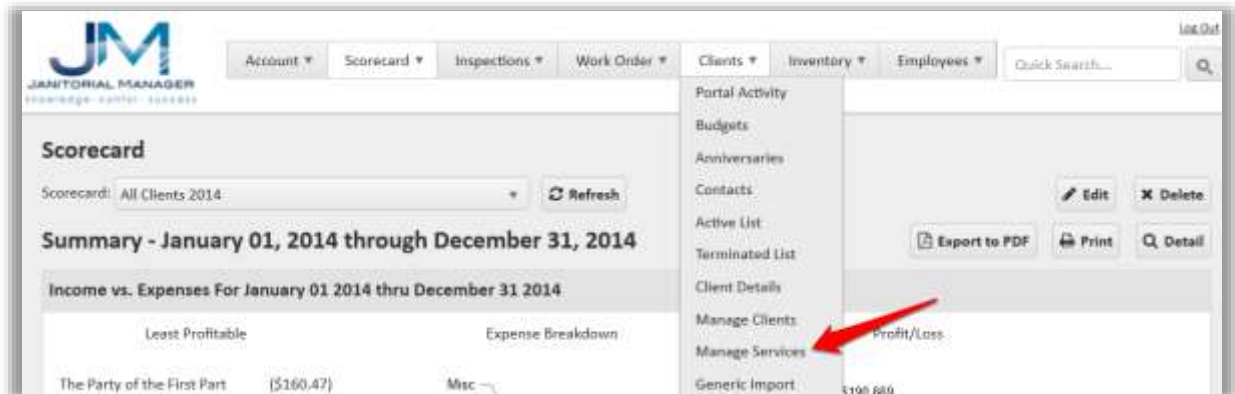 Log Out
JM
JANITORIAL MANAGER
Account Scorecard Inspections Work Order Clients Inventory Employees Quick Search...
Portal Activity
Budgets
Scorecard
Anniversaries
Scorecard: All Clients 2014 Refresh Contacts Edit Delete
Active List
Summary - January 01, 2014 through December 31, 2014 Export to PDF Print Detail
Terminated List
Income vs. Expenses For January 01 2014 thru December 31 2014 Client Details
Manage Clients
Least Profitable Expense Breakdown Profit/Loss
Manage Services
The Party of the First Part ($160.47) Misc Generic Import $190,669